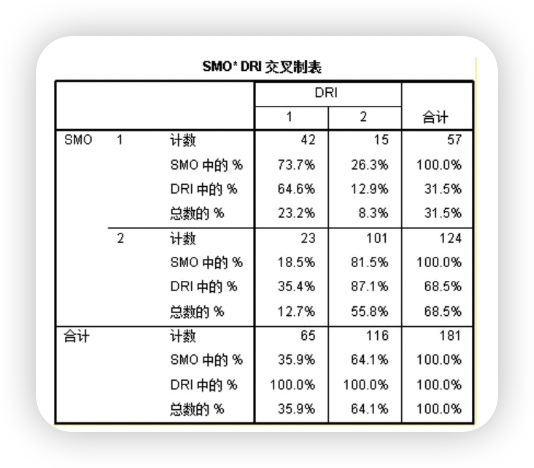 SMO* DRI 交叉制表
DRI
1 2 合计
SMO 1 计数 42 15 57
SMO 中的 % 73.7% 26.3% 100.0%
DRI 中的 % 64.6% 12.9% 31.5%
总数的 % 23.2% 8.3% 31.5%
2 计数 23 101 124
SMO 中的 % 18.5% 81.5% 100.0%
DRI 中的 % 35.4% 87.1% 68.5%
总数的 % 12.7% 55.8% 68.5%
合计 计数 65 116 181
SMO 中的 % 35.9% 64.1% 100.0%
DRI 中的 % 100.0% 100.0% 100.0%
总数的 % 35.9% 64.1% 100.0%